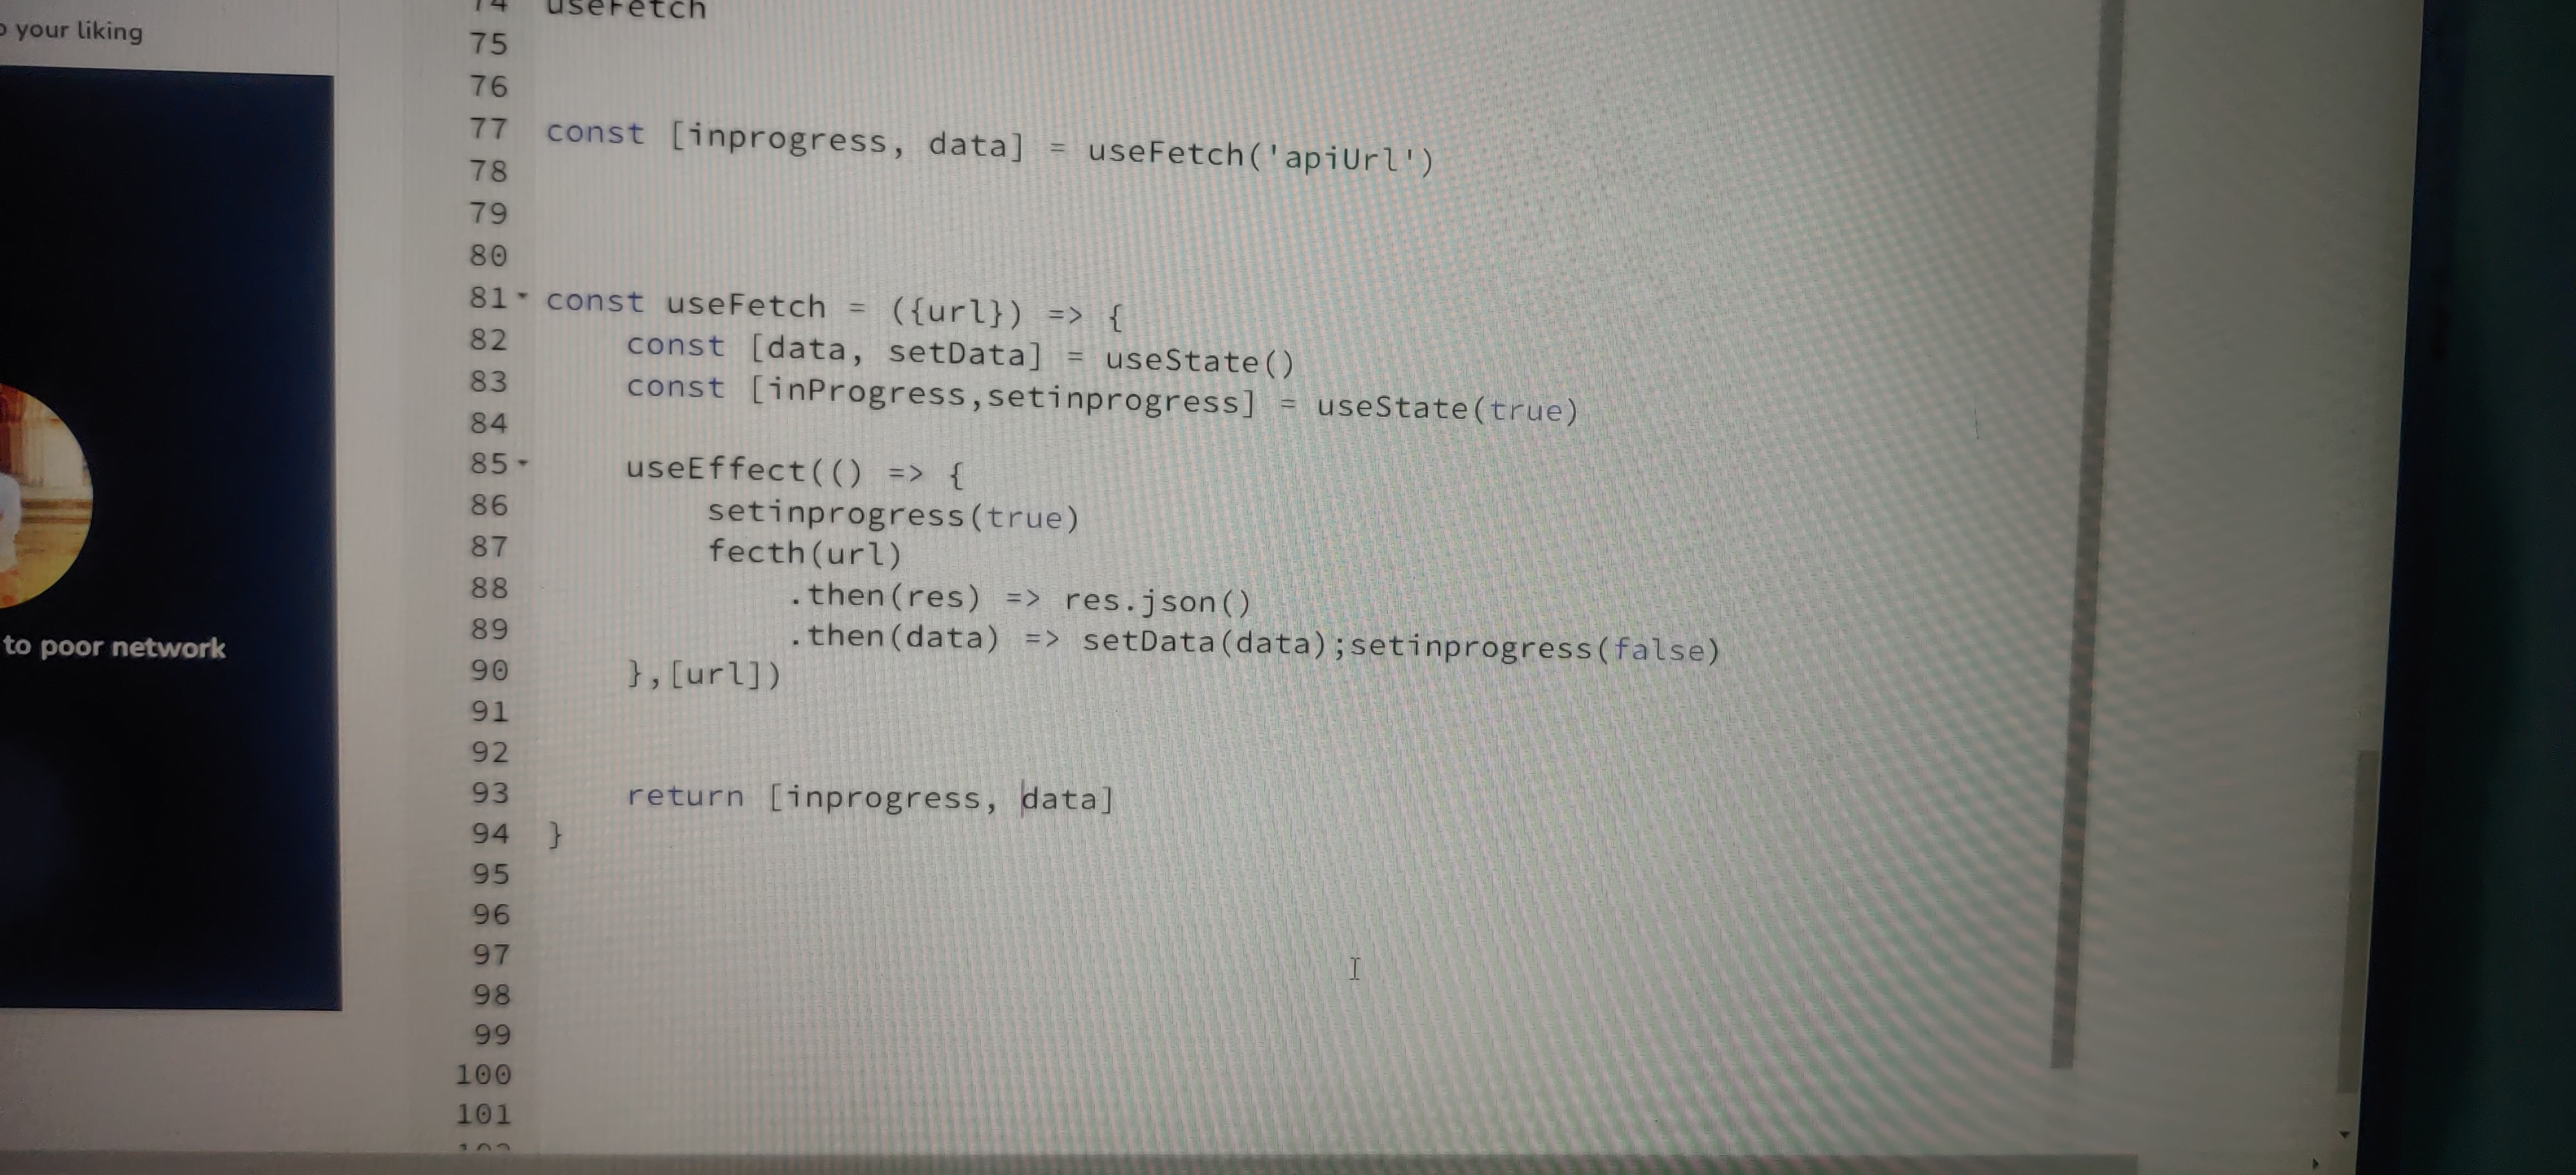 your liking
to poor network
74 useFetch
75
76
77 const [inprogress, data] = useFetch('apiUrl')
78
79
80
81 const useFetch = ({url}) => {
82 const [data, setData] = useState()
83 const [inProgress,setinprogress] = useState(true)
84
85 useEffect(() => {
86 setinprogress(true)
87 fecth(url)
88 .then(res) => res.json()
89 .then(data) => setData(data);setinprogress(false)
90 },[url])
91
92
93 return [inprogress, data]
94 }
95
96
97
98
99
100
101